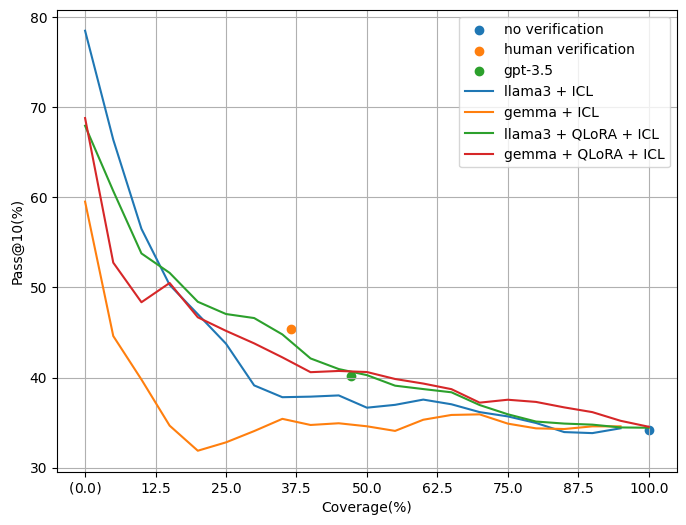 80
70
60
50
40
30
Pass@10(%)
no verification
human verification
gpt-3.5
llama3 + ICL
gemma + ICL
llama3 + QLoRA + ICL
gemma + QLoRA + ICL
(0.0) 12.5 25.0 37.5 50.0 62.5 75.0 87.5 100.0
Coverage(%)